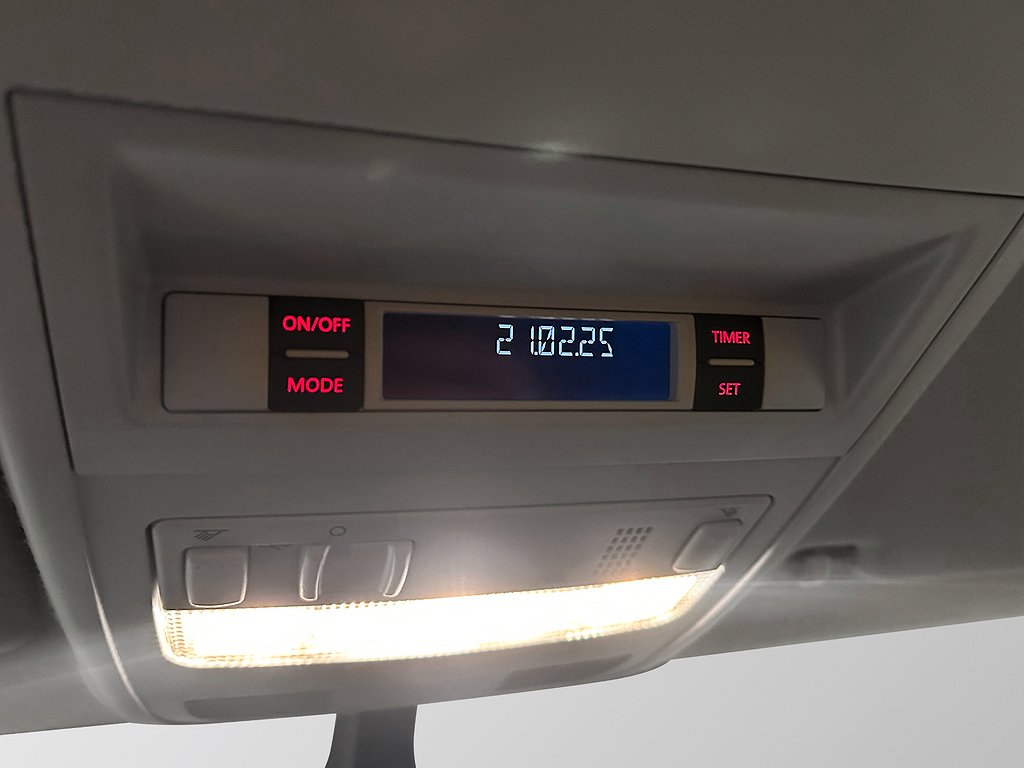 ON/OFF
MODE
21.02.25
TIMER
SET